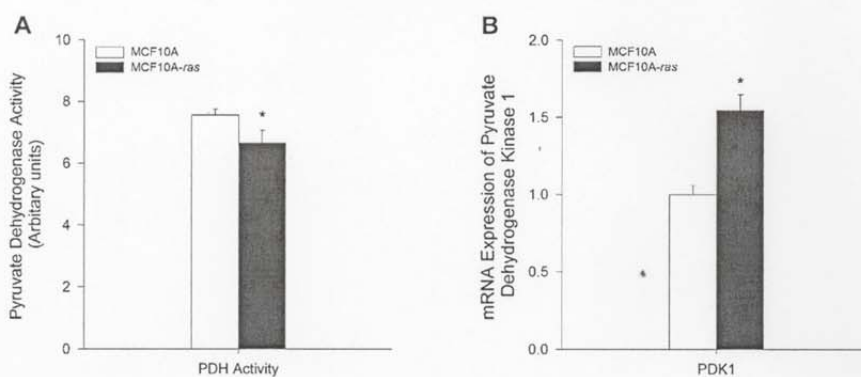 A
Pyruvate Dehydrogenase Activity
(Arbitary units)
10
8
6
4
2
0
MCF10A
MCF10A-ras
*
PDH Activity
B
mRNA Expression of Pyruvate
Dehydrogenase Kinase 1
2.0
1.5
1.0
0.5
0.0
MCF10A
MCF10A-ras
*
PDK1